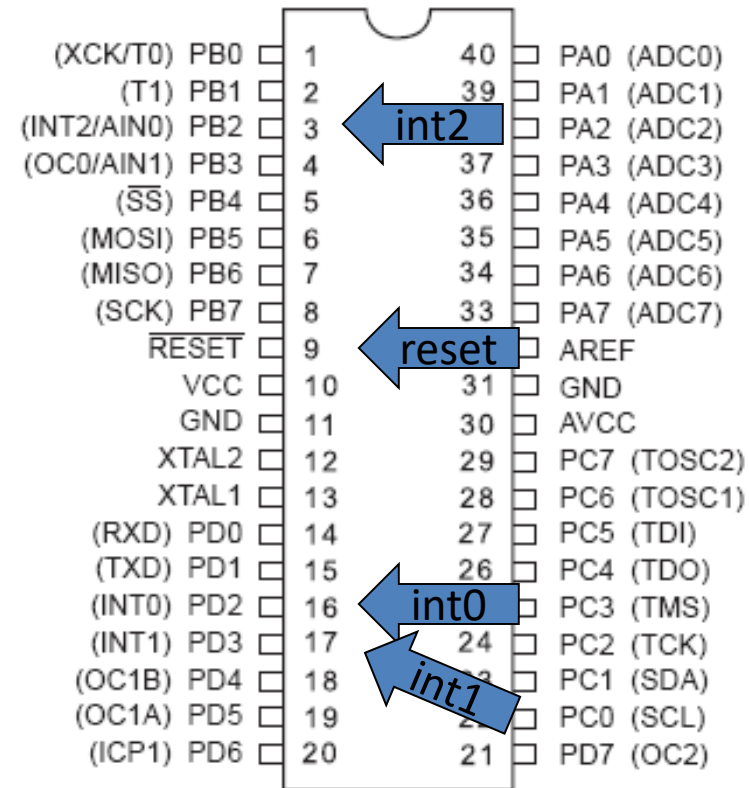 (XCK/T0) PB0 1 40 PA0 (ADC0)
(T1) PB1 2 39 PA1 (ADC1)
(INT2/AIN0) PB2 3 int2 PA2 (ADC2)
(OC0/AIN1) PB3 4 37 PA3 (ADC3)
(SS) PB4 5 36 PA4 (ADC4)
(MOSI) PB5 6 35 PA5 (ADC5)
(MISO) PB6 7 34 PA6 (ADC6)
(SCK) PB7 8 33 PA7 (ADC7)
RESET 9 reset AREF
VCC 10 31 GND
GND 11 30 AVCC
XTAL2 12 29 PC7 (TOSC2)
XTAL1 13 28 PC6 (TOSC1)
(RXD) PD0 14 27 PC5 (TDI)
(TXD) PD1 15 26 PC4 (TDO)
(INT0) PD2 16 int0 PC3 (TMS)
(INT1) PD3 17 24 PC2 (TCK)
(OC1B) PD4 18 int1 PC1 (SDA)
(OC1A) PD5 19 PC0 (SCL)
(ICP1) PD6 20 21 PD7 (OC2)